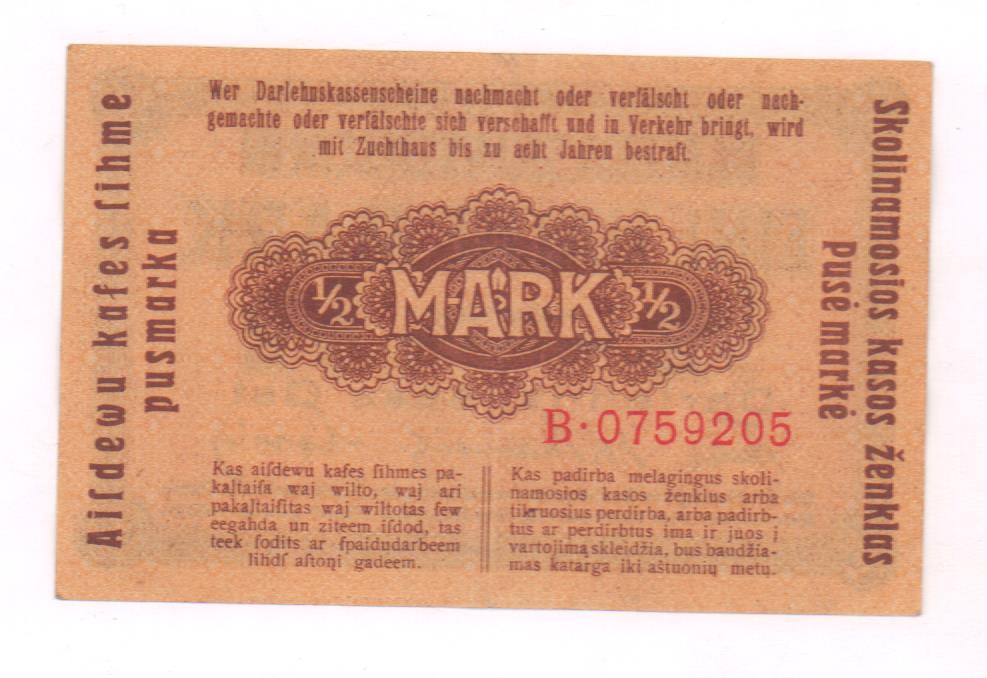 Wer Darlehnskassenscheine nachmacht oder verfälscht oder nach-
gemachte oder verfälschte sich verschafft und in Verkehr bringt, wird
mit Zuchthaus bis zu acht Jahren bestraft.
Aiſdewu kaſes ſihme
pusmarka
½ MARK ½
Skolinamosios kasos ženklas
Pusė markė
B·0759205
Kas aiſdewu kaſes ſihmes pa-
kaļtaiſa waj wilto, waj ari
pakaļtaiſitas waj wiltotas ſew
eegahda un ziteem iſdod, tas
teek ſodits ar ſpaidudarbeem
lihdſ aſtoņi gadeem.
Kas padirba melagingus skoli-
namosios kasos ženklus arba
tikruosius perdirba, arba padirb-
tus ar perdirbtus ima ir juos į
vartojimą skleidžia, bus baudžia-
mas katarga iki aštuonių metų.